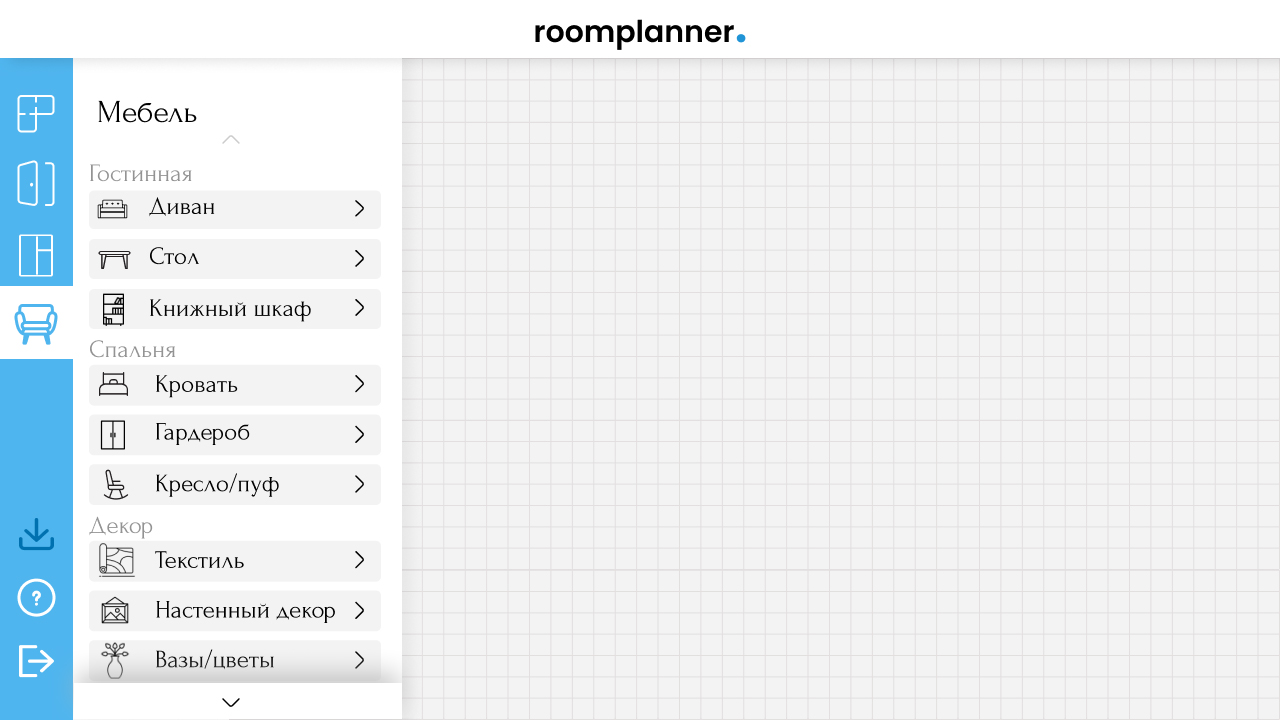 roomplanner.
Мебель
Гостинная
Диван
Стол
Книжный шкаф
Спальня
Кровать
Гардероб
Кресло/пуф
Декор
Текстиль
Настенный декор
Вазы/цветы
?